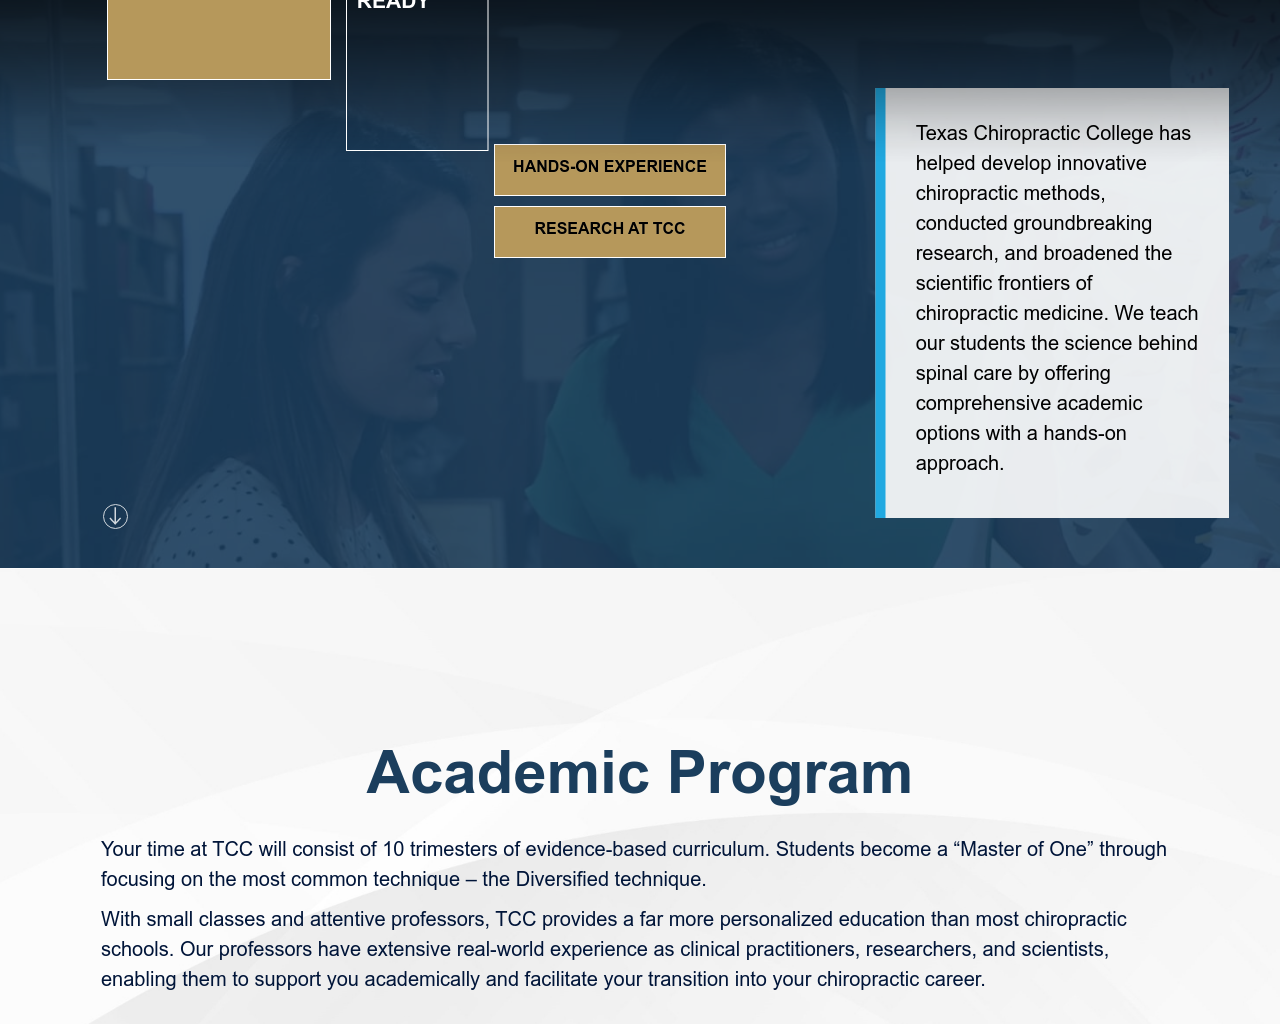 READY
HANDS-ON EXPERIENCE
RESEARCH AT TCC
Texas Chiropractic College has
helped develop innovative
chiropractic methods,
conducted groundbreaking
research, and broadened the
scientific frontiers of
chiropractic medicine. We teach
our students the science behind
spinal care by offering
comprehensive academic
options with a hands-on
approach.
Academic Program
Your time at TCC will consist of 10 trimesters of evidence-based curriculum. Students become a “Master of One” through
focusing on the most common technique – the Diversified technique.
With small classes and attentive professors, TCC provides a far more personalized education than most chiropractic
schools. Our professors have extensive real-world experience as clinical practitioners, researchers, and scientists,
enabling them to support you academically and facilitate your transition into your chiropractic career.